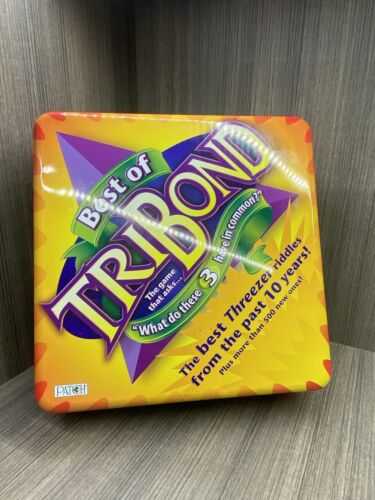 Best of
TRIBOND
The game
that asks...
"What do these 3 have in common?"
The best Threezer riddles
from the past 10 years!
Plus more than 500 new ones!
PATCH